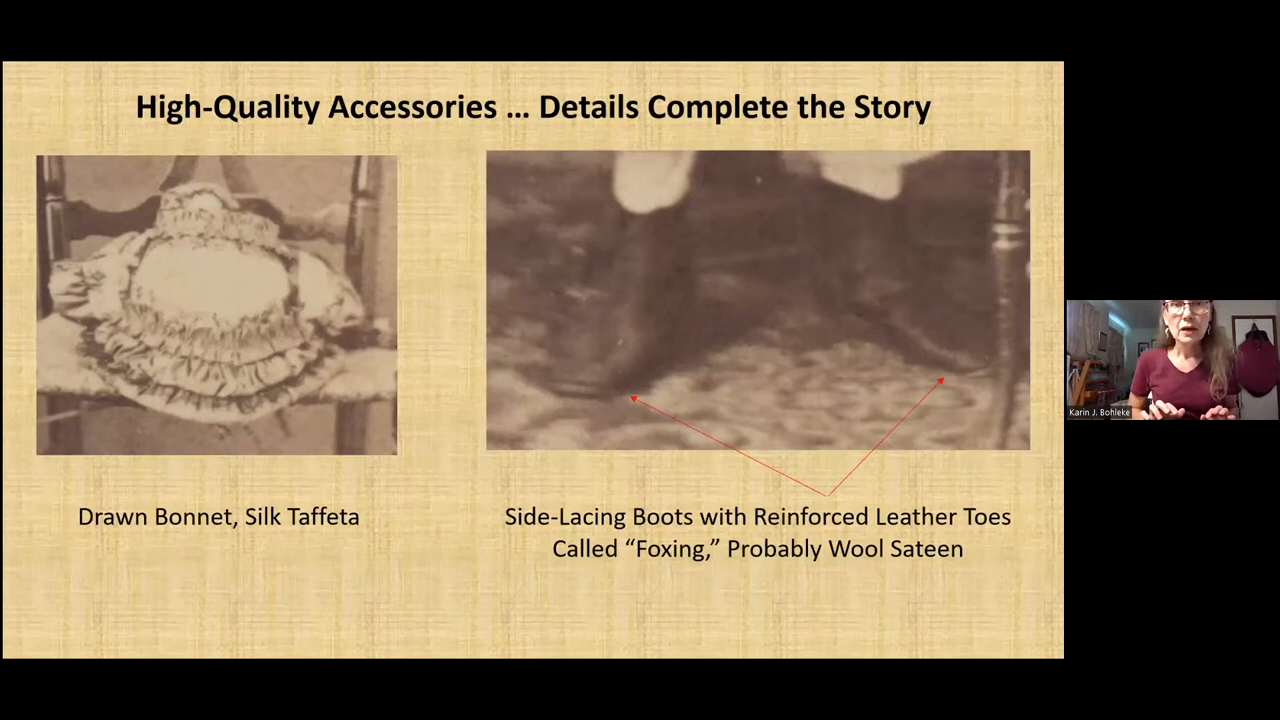 High-Quality Accessories … Details Complete the Story
Drawn Bonnet, Silk Taffeta
Side-Lacing Boots with Reinforced Leather Toes
Called “Foxing,” Probably Wool Sateen
Karin J. Bohleke